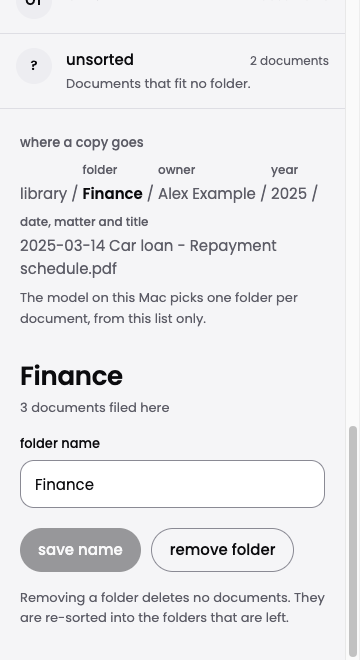 ?
unsorted
2 documents
Documents that fit no folder.
where a copy goes
folder owner year
library / Finance / Alex Example / 2025 /
date, matter and title
2025-03-14 Car loan - Repayment
schedule.pdf
The model on this Mac picks one folder per
document, from this list only.
Finance
3 documents filed here
folder name
Finance
save name
remove folder
Removing a folder deletes no documents. They
are re-sorted into the folders that are left.